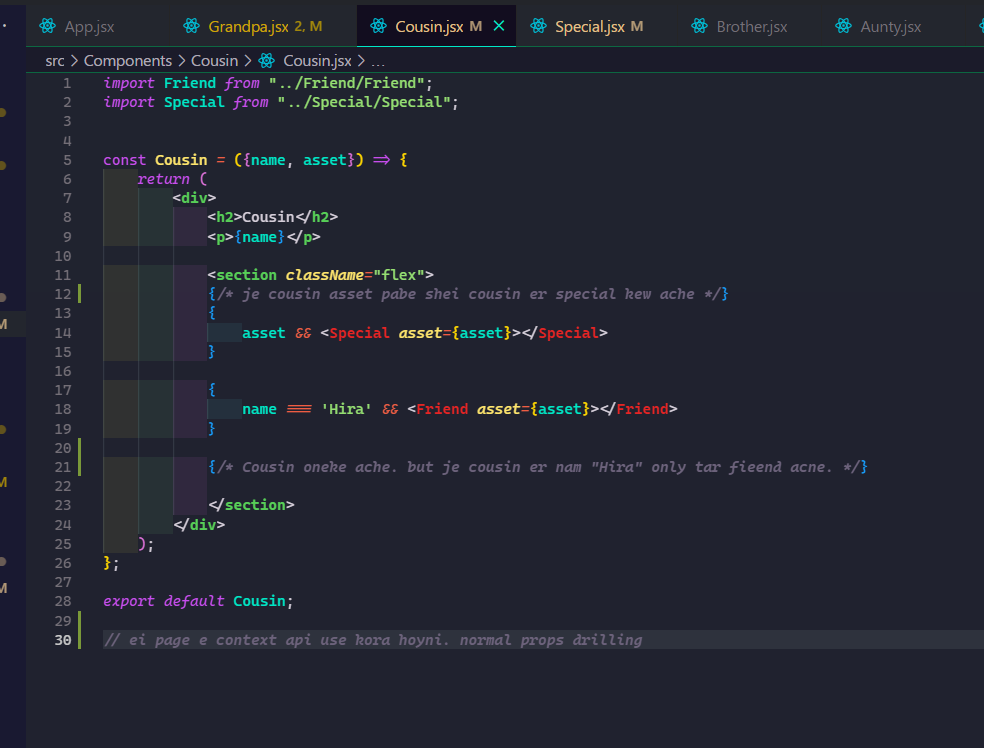 App.jsx Grandpa.jsx 2, M Cousin.jsx M Special.jsx M Brother.jsx Aunty.jsx
src > Components > Cousin > Cousin.jsx > ...
1 import Friend from "../Friend/Friend";
2 import Special from "../Special/Special";
3
4
5 const Cousin = ({name, asset}) => {
6 return (
7 <div>
8 <h2>Cousin</h2>
9 <p>{name}</p>
10
11 <section className="flex">
12 {/* je cousin asset pabe shei cousin er special kew ache */}
13 {
14 asset && <Special asset={asset}></Special>
15 }
16
17 {
18 name === 'Hira' && <Friend asset={asset}></Friend>
19 }
20
21 {/* Cousin oneke ache. but je cousin er nam "Hira" only tar fieend acne. */}
22
23 </section>
24 </div>
25 );
26 };
27
28 export default Cousin;
29
30 // ei page e context api use kora hoyni. normal props drilling
M
M
M